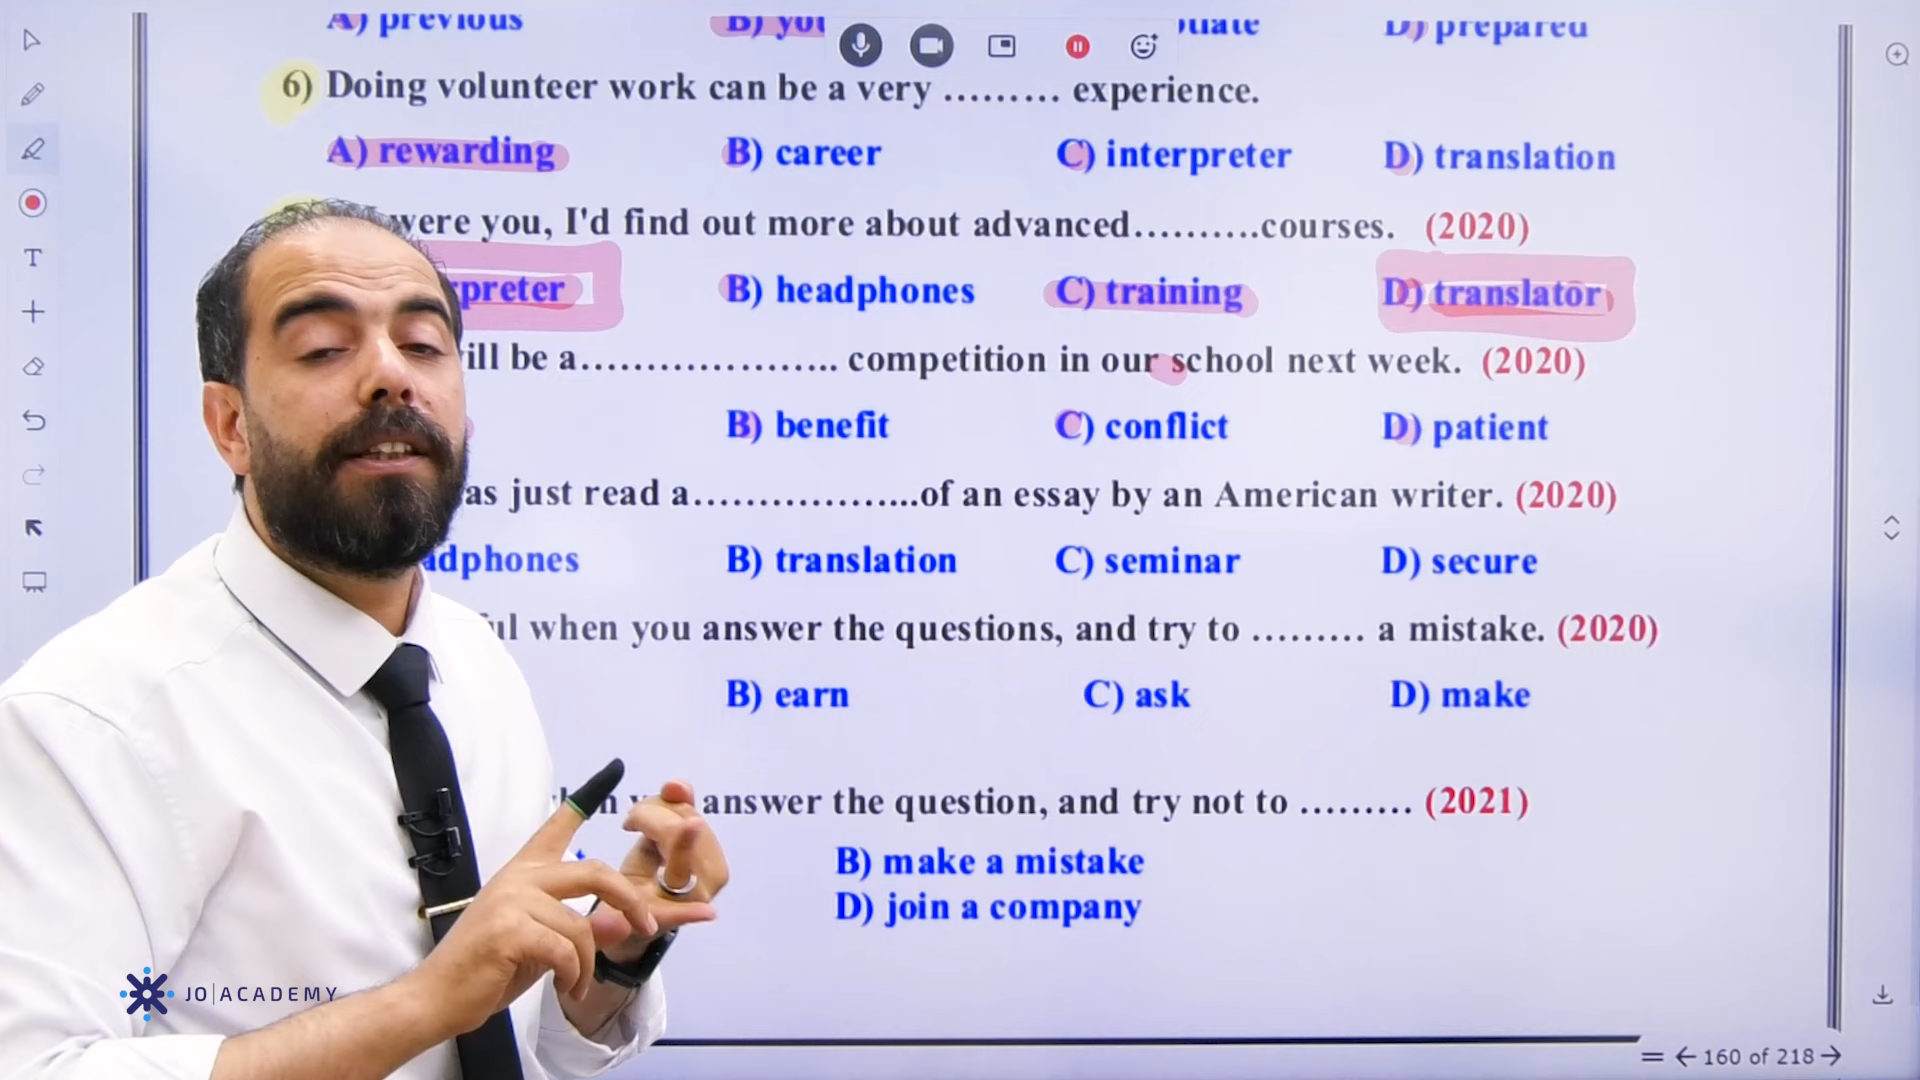 A) previous B) you D) prepared
6) Doing volunteer work can be a very ......... experience.
A) rewarding B) career C) interpreter D) translation
were you, I'd find out more about advanced..........courses. (2020)
preter B) headphones C) training D) translator
ill be a................... competition in our school next week. (2020)
B) benefit C) conflict D) patient
as just read a..................of an essay by an American writer. (2020)
dphones B) translation C) seminar D) secure
ul when you answer the questions, and try to ......... a mistake. (2020)
B) earn C) ask D) make
answer the question, and try not to ......... (2021)
B) make a mistake
D) join a company
JO|ACADEMY
160 of 218